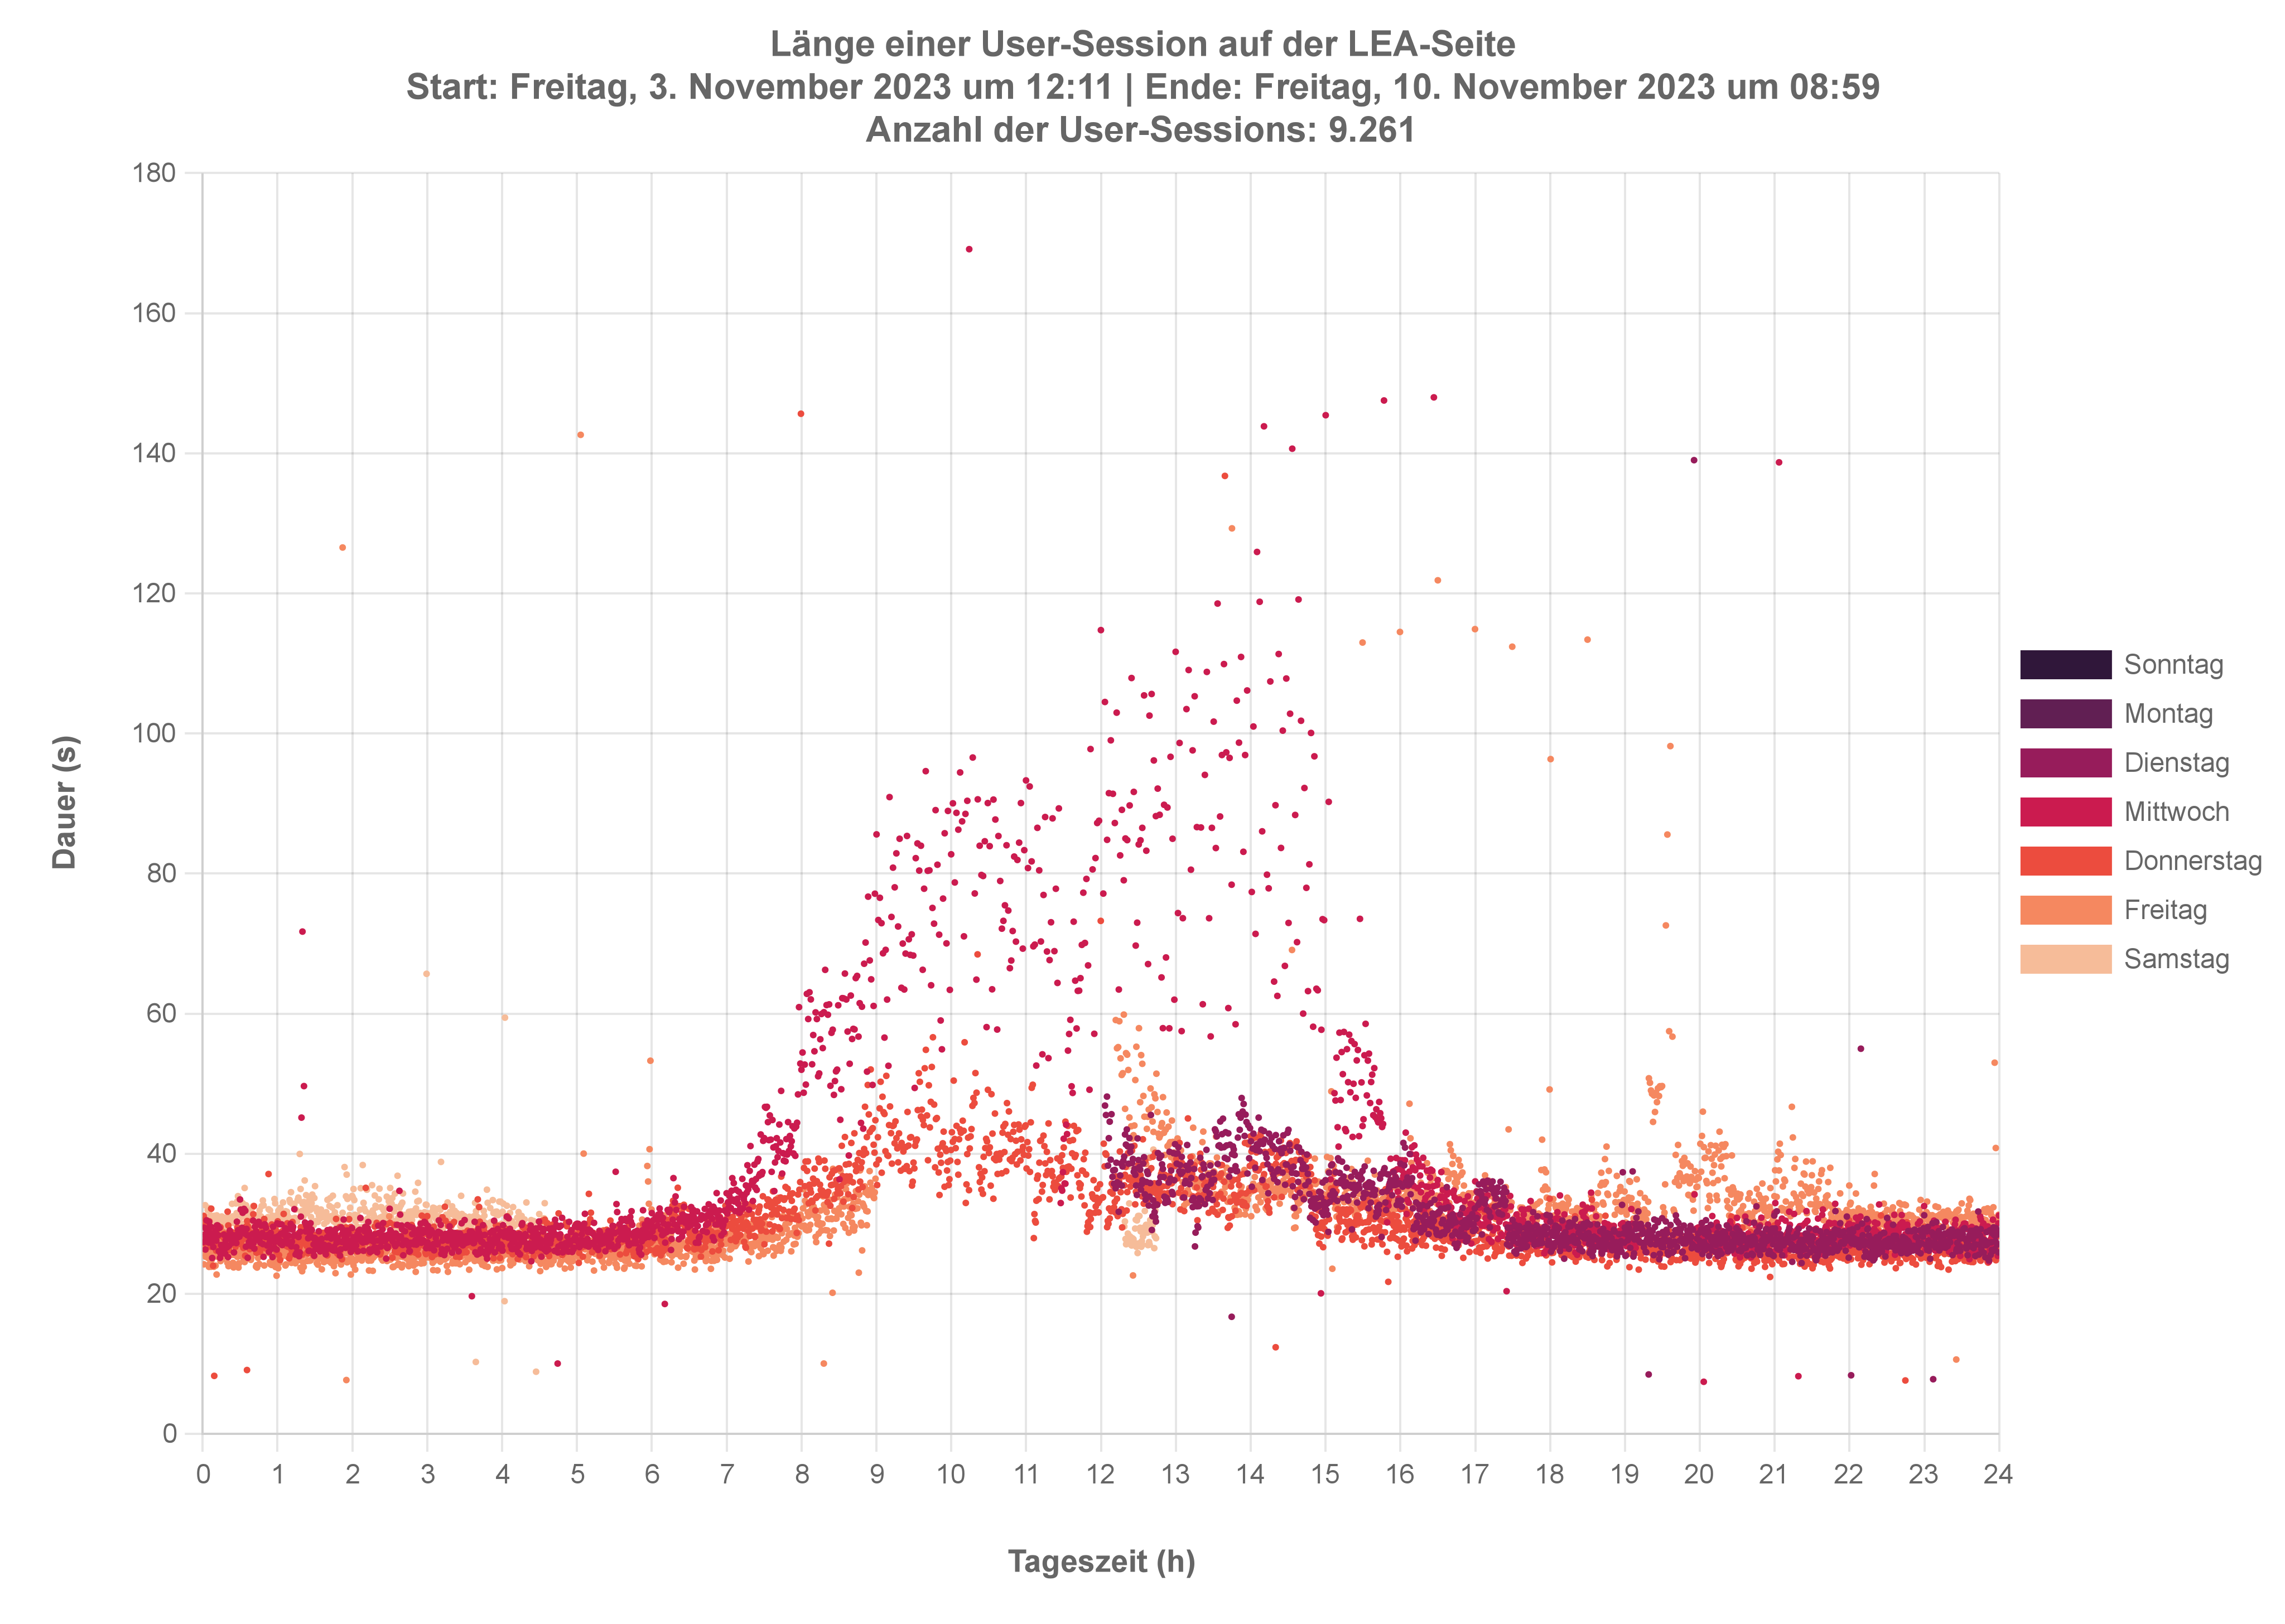 Länge einer User-Session auf der LEA-Seite
Start: Freitag, 3. November 2023 um 12:11 | Ende: Freitag, 10. November 2023 um 08:59
Anzahl der User-Sessions: 9.261
180
160
140
120
100
80
60
40
20
0
Dauer (s)
0 1 2 3 4 5 6 7 8 9 10 11 12 13 14 15 16 17 18 19 20 21 22 23 24
Tageszeit (h)
Sonntag
Montag
Dienstag
Mittwoch
Donnerstag
Freitag
Samstag